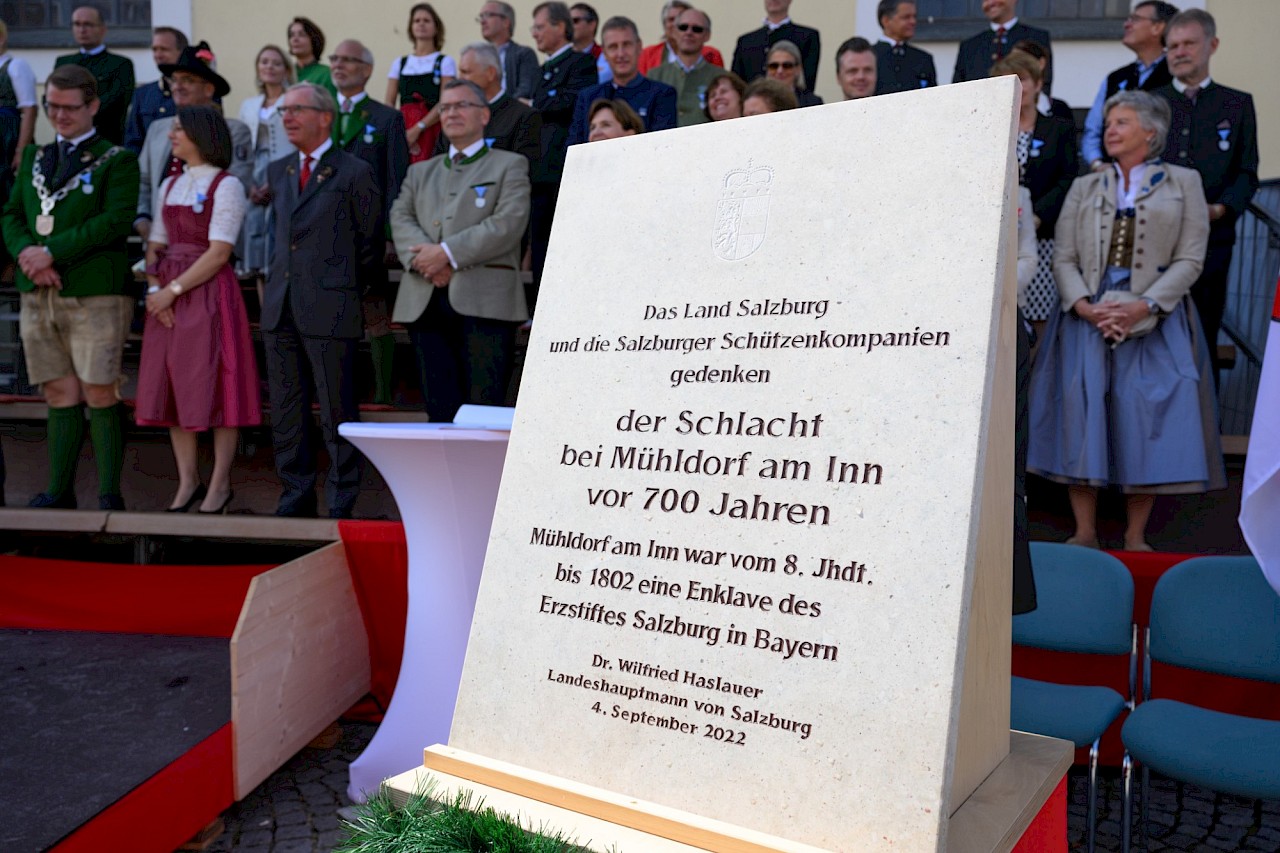 Das Land Salzburg
und die Salzburger Schützenkompanien
gedenken
der Schlacht
bei Mühldorf am Inn
vor 700 Jahren
Mühldorf am Inn war vom 8. Jhdt.
bis 1802 eine Enklave des
Erzstiftes Salzburg in Bayern
Dr. Wilfried Haslauer
Landeshauptmann von Salzburg
4. September 2022